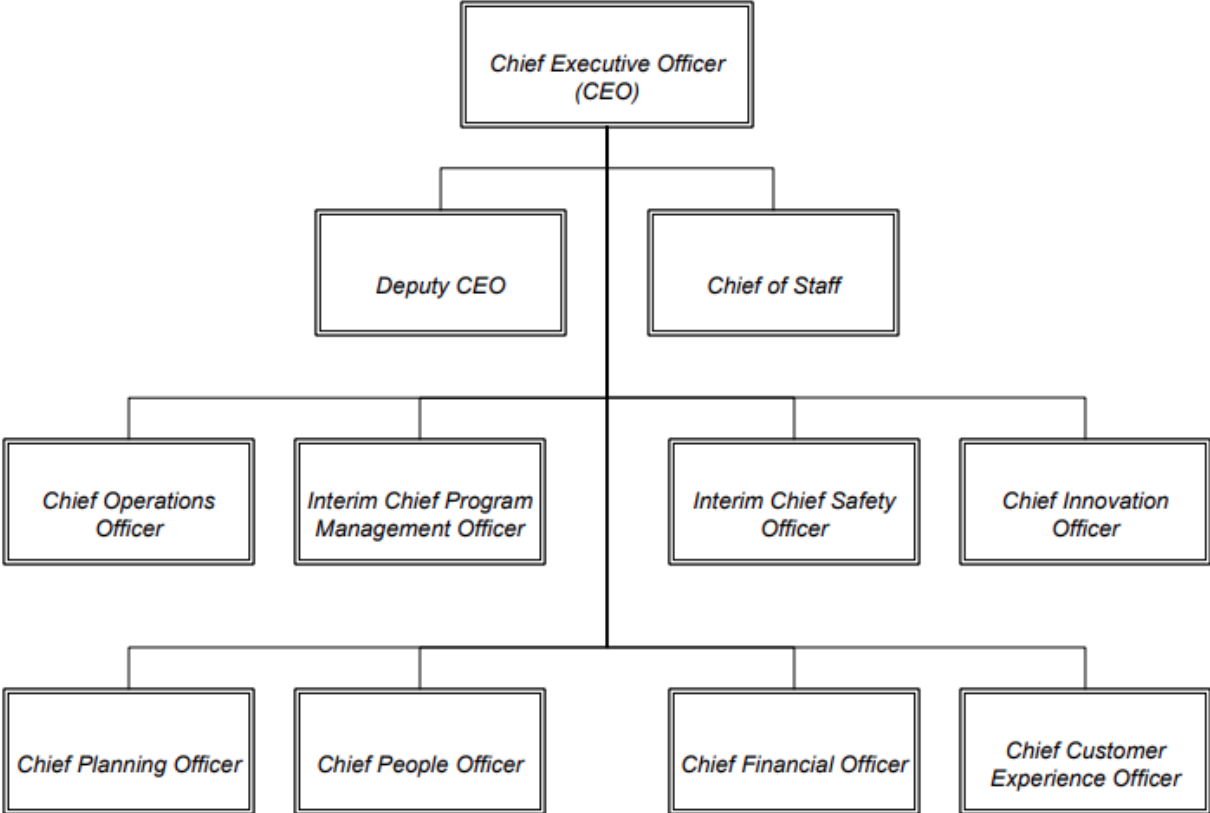 Chief Executive Officer
(CEO)
Deputy CEO
Chief of Staff
Chief Operations
Officer
Interim Chief Program
Management Officer
Interim Chief Safety
Officer
Chief Innovation
Officer
Chief Planning Officer
Chief People Officer
Chief Financial Officer
Chief Customer
Experience Officer